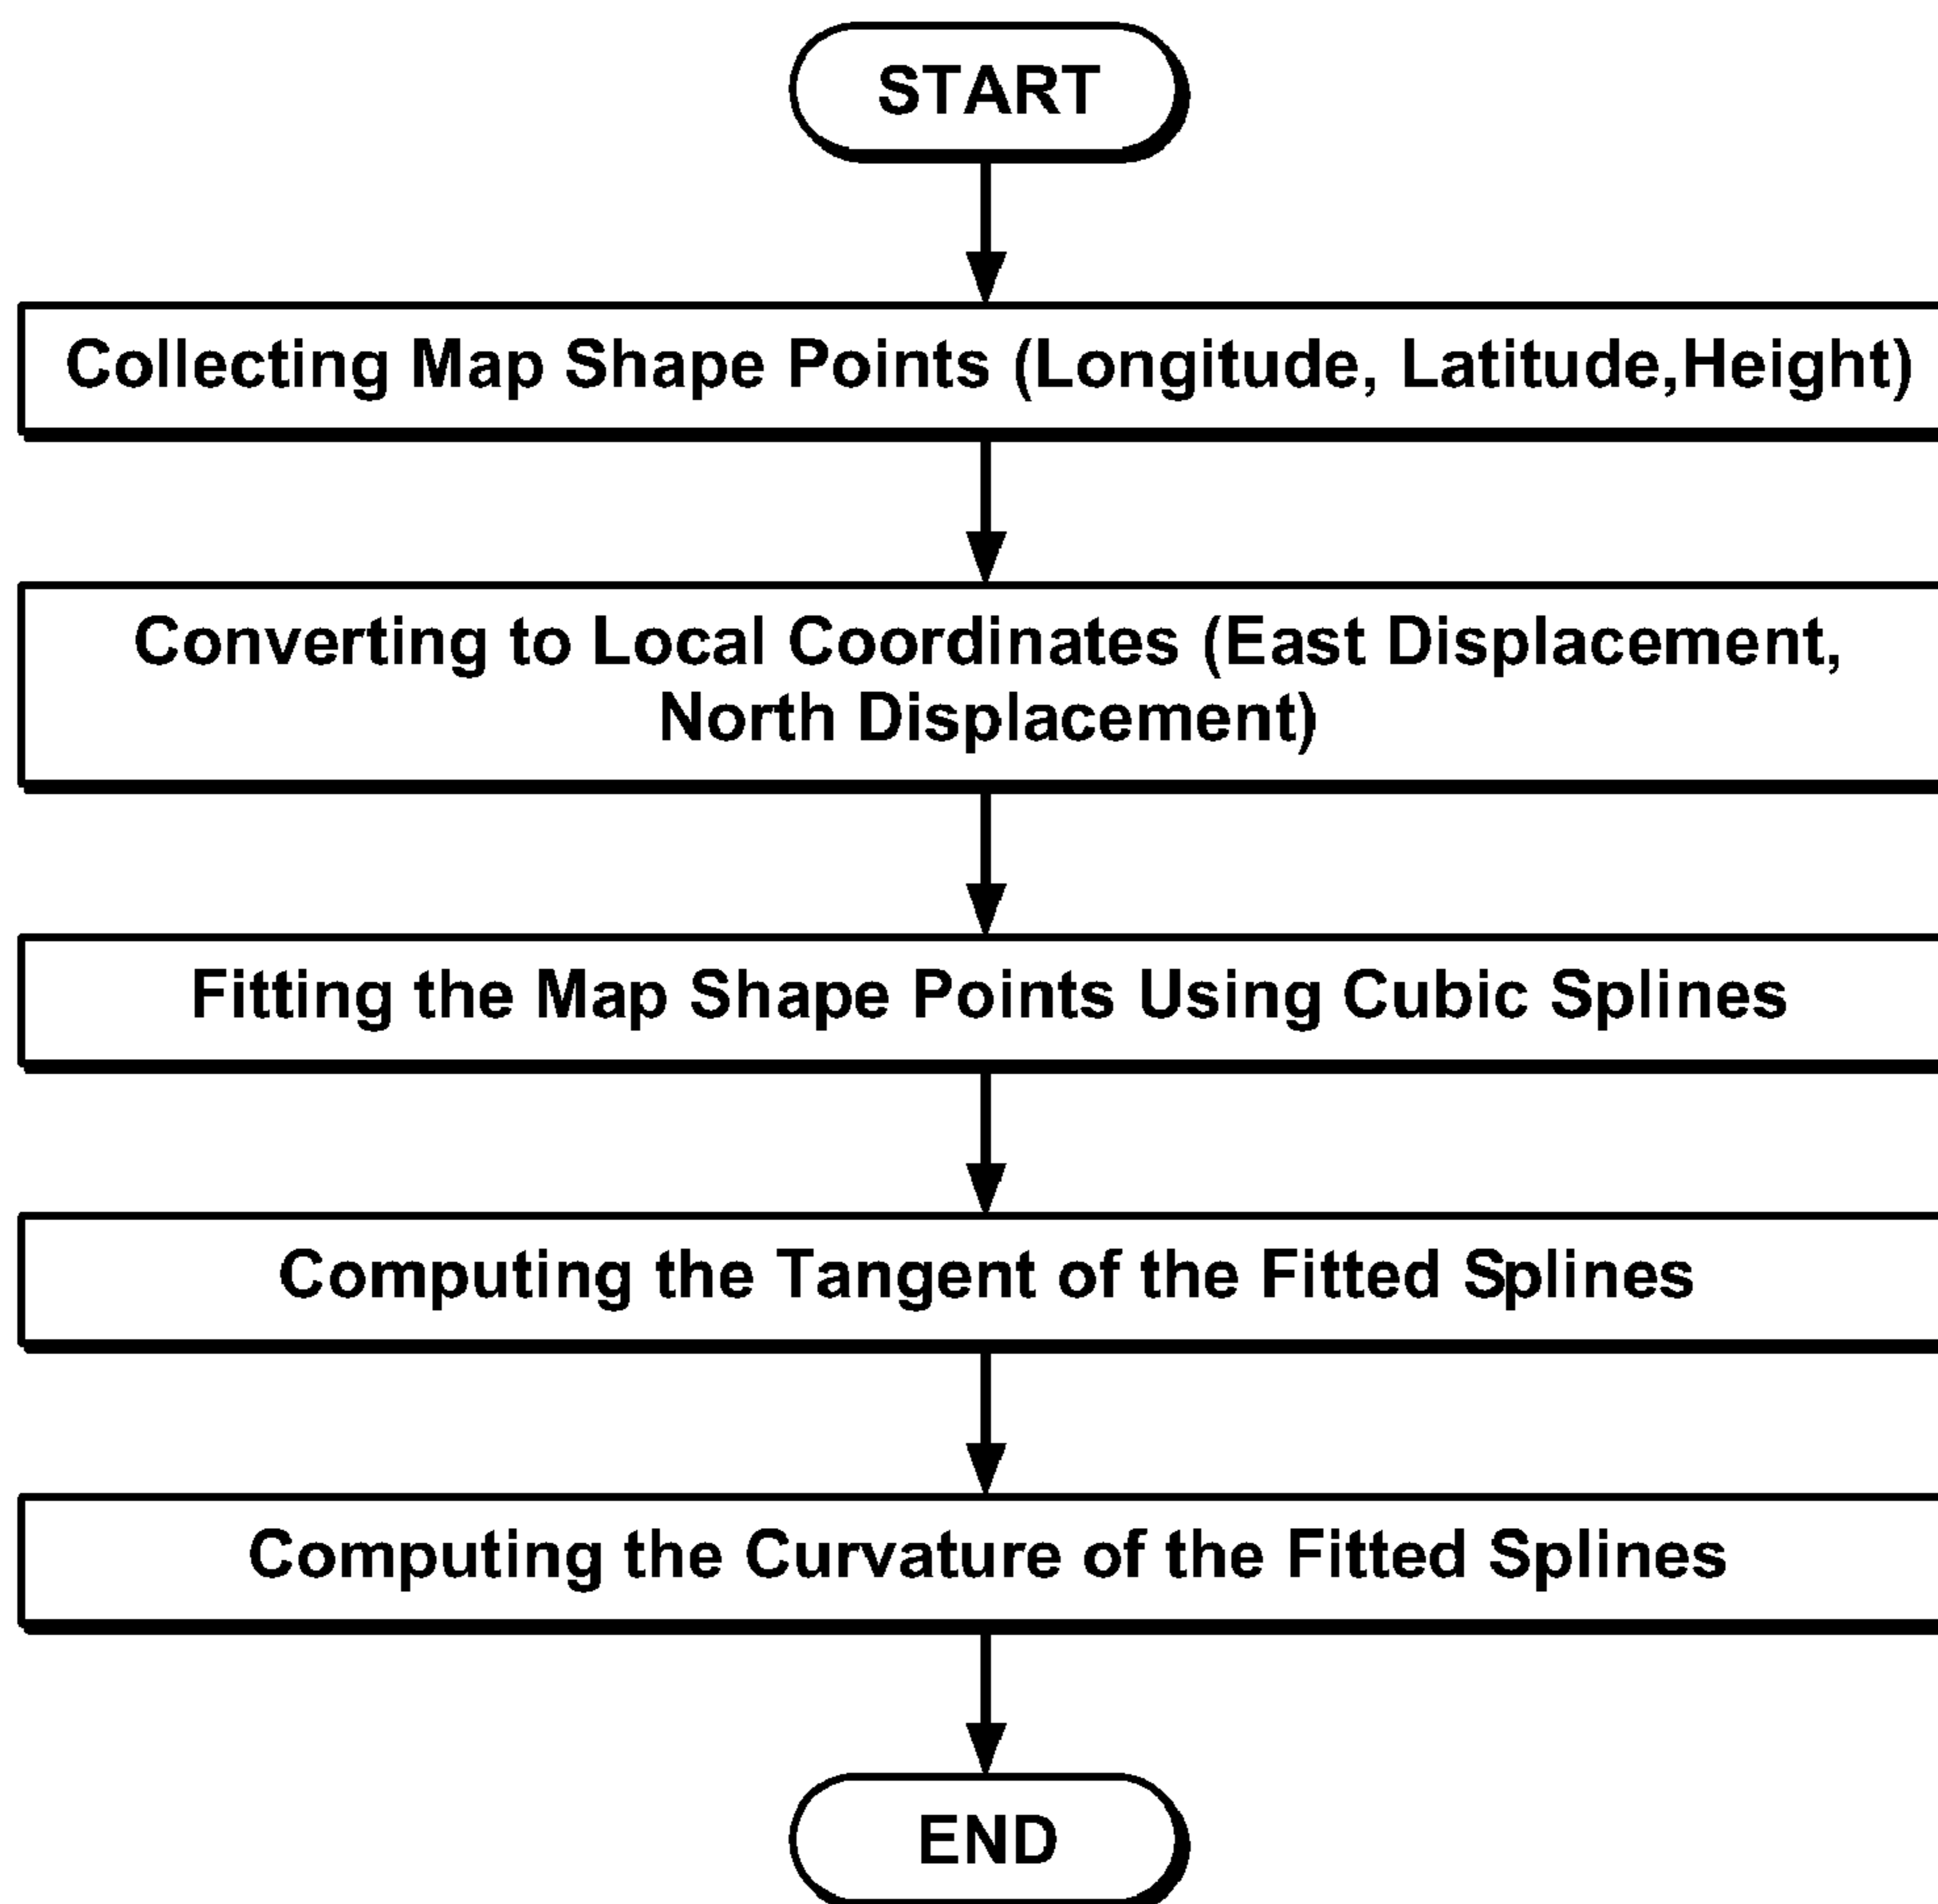 START
Collecting Map Shape Points (Longitude, Latitude,Height)
Converting to Local Coordinates (East Displacement,
North Displacement)
Fitting the Map Shape Points Using Cubic Splines
Computing the Tangent of the Fitted Splines
Computing the Curvature of the Fitted Splines
END